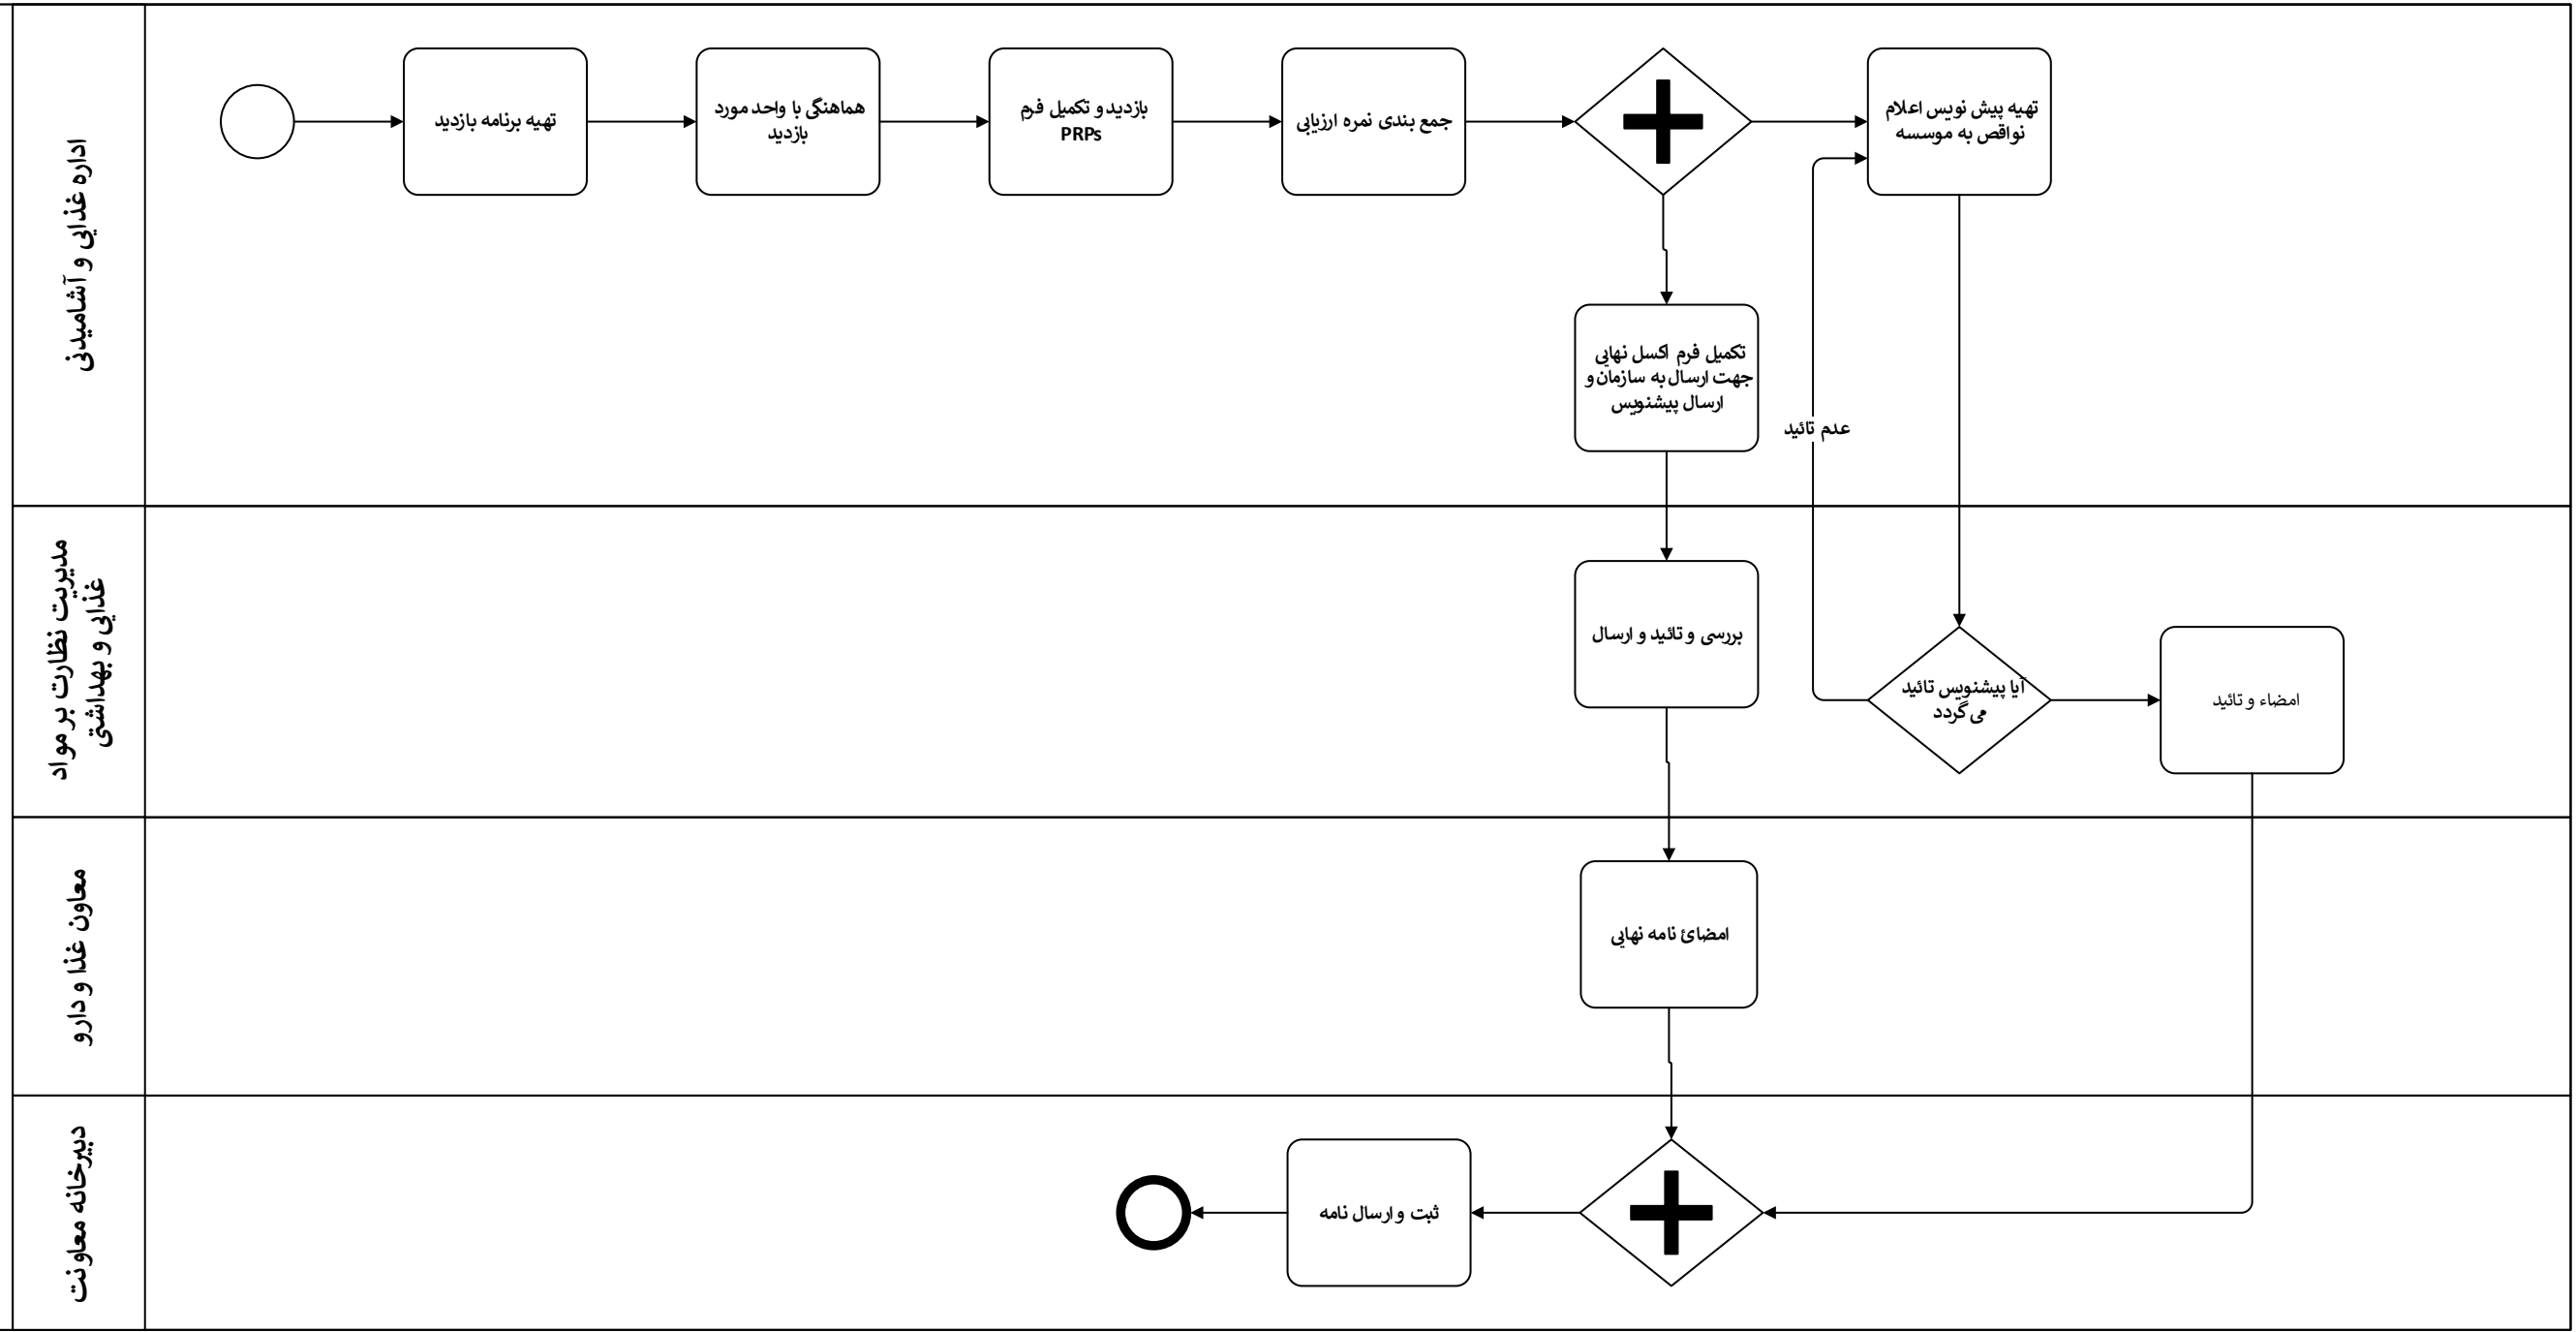 اداره غذایی و آشامیدنی
تهیه برنامه بازدید
هماهنگی با واحد مورد
بازدید
بازدید و تکمیل فرم
PRPs
جمع بندی نمره ارزیابی
تهیه پیش نویس اعلام
نواقص به موسسه
تکمیل فرم اکسل نهایی
جهت ارسال به سازمان و
ارسال پیشنویس
عدم تائید
مدیریت نظارت بر مواد
غذایی و بهداشتی
بررسی و تائید و ارسال
آیا پیشنویس تائید
می گردد
امضاء و تائید
معاون غذا و دارو
امضائ نامه نهایی
دبیرخانه معاونت
ثبت و ارسال نامه